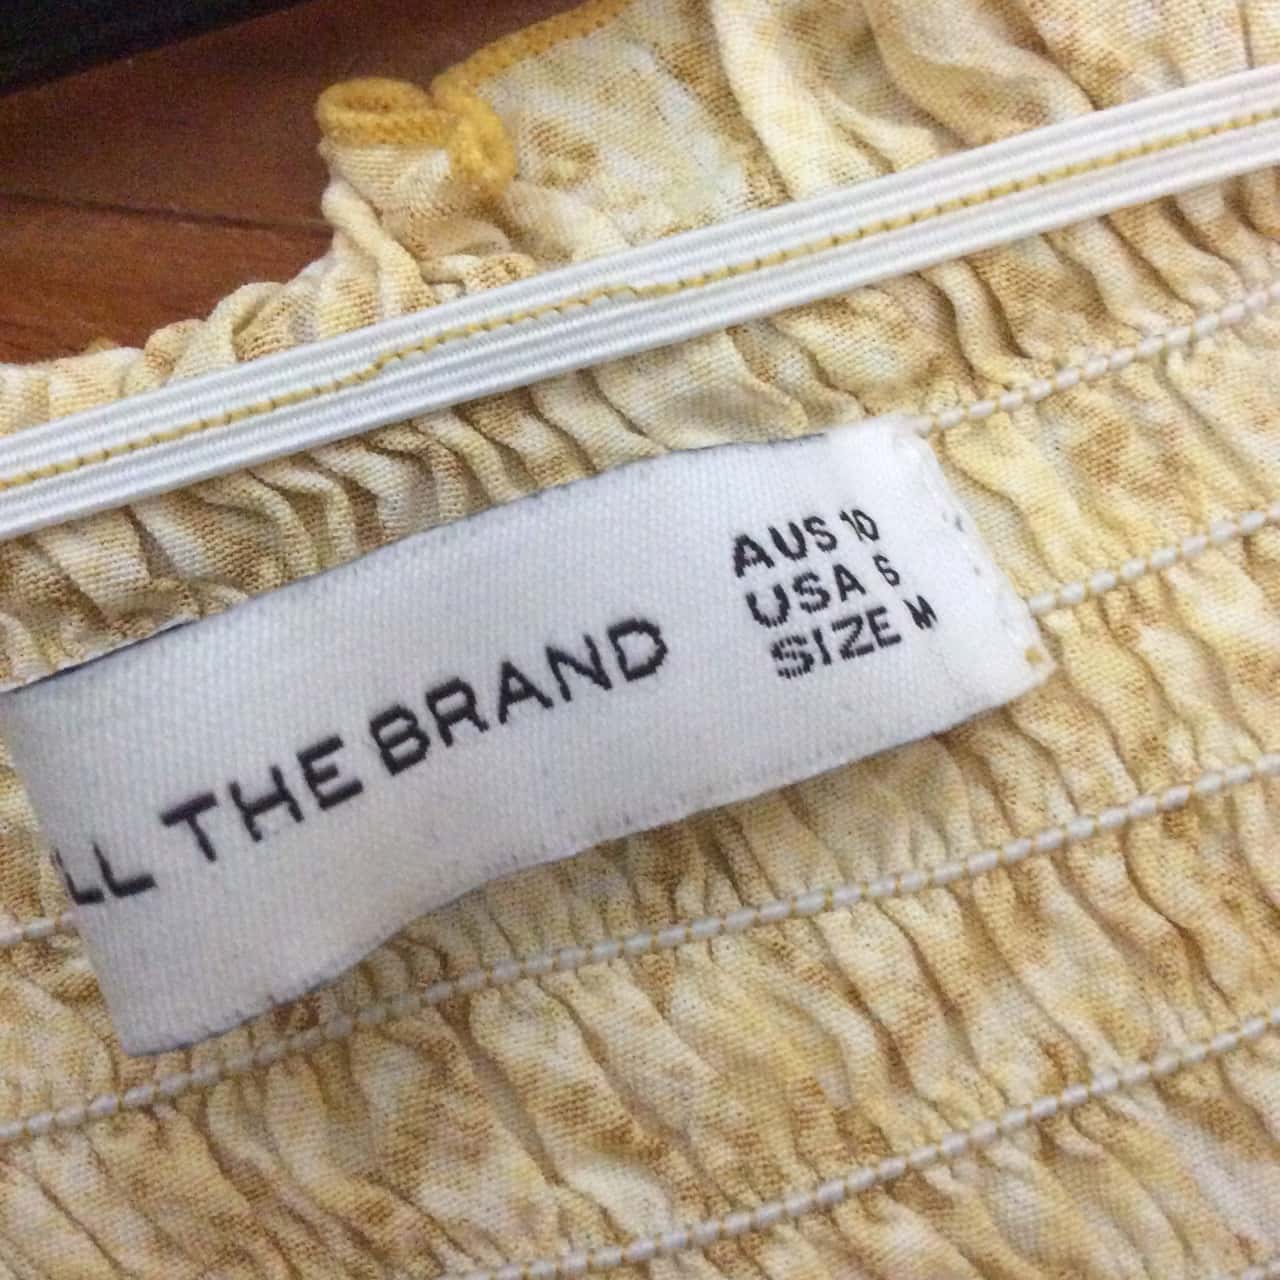 LL THE BRAND
AUS 10
USA 6
SIZE M